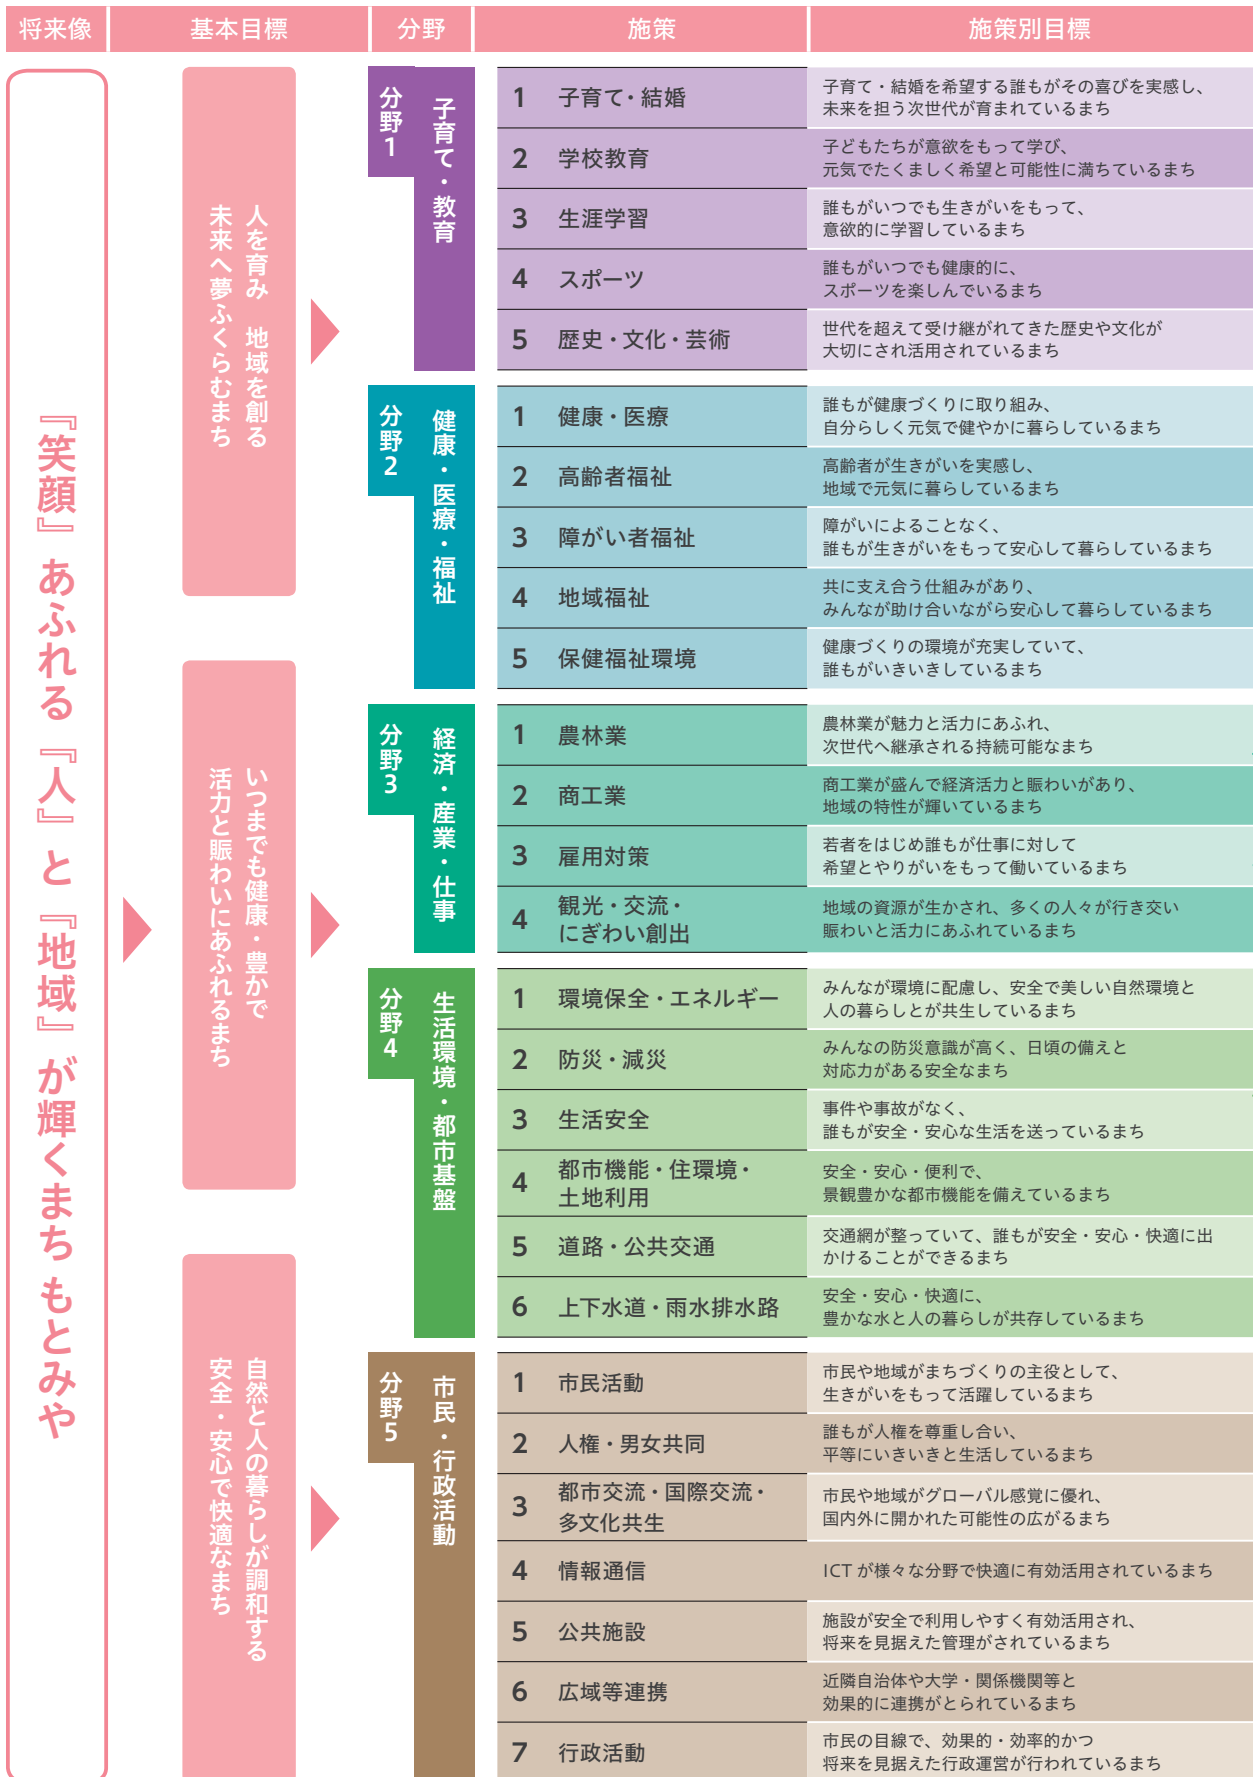 将来像
基本目標
分野
施策
施策別目標
『笑顔』あふれる『人』と『地域』が輝くまち もとみや
人を育み　地域を創る
未来へ夢ふくらむまち
いつまでも健康・豊かで
活力と賑わいにあふれるまち
自然と人の暮らしが調和する
安全・安心で快適なまち
分野1
子育て・教育
1 子育て・結婚
子育て・結婚を希望する誰もがその喜びを実感し、
未来を担う次世代が育まれているまち
2 学校教育
子どもたちが意欲をもって学び、
元気でたくましく希望と可能性に満ちているまち
3 生涯学習
誰もがいつでも生きがいをもって、
意欲的に学習しているまち
4 スポーツ
誰もがいつでも健康的に、
スポーツを楽しんでいるまち
5 歴史・文化・芸術
世代を超えて受け継がれてきた歴史や文化が
大切にされ活用されているまち
分野2
健康・医療・福祉
1 健康・医療
誰もが健康づくりに取り組み、
自分らしく元気で健やかに暮らしているまち
2 高齢者福祉
高齢者が生きがいを実感し、
地域で元気に暮らしているまち
3 障がい者福祉
障がいによることなく、
誰もが生きがいをもって安心して暮らしているまち
4 地域福祉
共に支え合う仕組みがあり、
みんなが助け合いながら安心して暮らしているまち
5 保健福祉環境
健康づくりの環境が充実していて、
誰もがいきいきしているまち
分野3
経済・産業・仕事
1 農林業
農林業が魅力と活力にあふれ、
次世代へ継承される持続可能なまち
2 商工業
商工業が盛んで経済活力と賑わいがあり、
地域の特性が輝いているまち
3 雇用対策
若者をはじめ誰もが仕事に対して
希望とやりがいをもって働いているまち
4 観光・交流・
にぎわい創出
地域の資源が生かされ、多くの人々が行き交い
賑わいと活力にあふれているまち
分野4
生活環境・都市基盤
1 環境保全・エネルギー
みんなが環境に配慮し、安全で美しい自然環境と
人の暮らしとが共生しているまち
2 防災・減災
みんなの防災意識が高く、日頃の備えと
対応力がある安全なまち
3 生活安全
事件や事故がなく、
誰もが安全・安心な生活を送っているまち
4 都市機能・住環境・
土地利用
安全・安心・便利で、
景観豊かな都市機能を備えているまち
5 道路・公共交通
交通網が整っていて、誰もが安全・安心・快適に出
かけることができるまち
6 上下水道・雨水排水路
安全・安心・快適に、
豊かな水と人の暮らしが共存しているまち
分野5
市民・行政活動
1 市民活動
市民や地域がまちづくりの主役として、
生きがいをもって活躍しているまち
2 人権・男女共同
誰もが人権を尊重し合い、
平等にいきいきと生活しているまち
3 都市交流・国際交流・
多文化共生
市民や地域がグローバル感覚に優れ、
国内外に開かれた可能性の広がるまち
4 情報通信
ICT が様々な分野で快適に有効活用されているまち
5 公共施設
施設が安全で利用しやすく有効活用され、
将来を見据えた管理がされているまち
6 広域等連携
近隣自治体や大学・関係機関等と
効果的に連携がとられているまち
7 行政活動
市民の目線で、効果的・効率的かつ
将来を見据えた行政運営が行われているまち